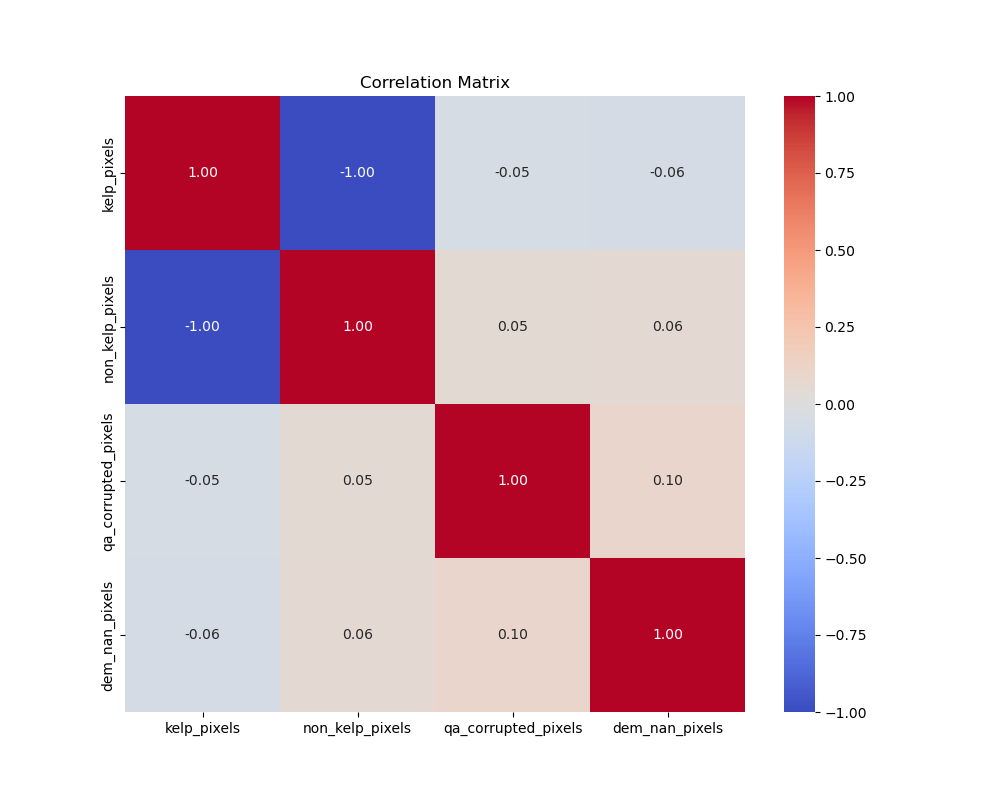 Correlation Matrix
kelp_pixels 1.00 -1.00 -0.05 -0.06
non_kelp_pixels -1.00 1.00 0.05 0.06
qa_corrupted_pixels -0.05 0.05 1.00 0.10
dem_nan_pixels -0.06 0.06 0.10 1.00
kelp_pixels non_kelp_pixels qa_corrupted_pixels dem_nan_pixels
1.00
0.75
0.50
0.25
0.00
−0.25
−0.50
−0.75
−1.00